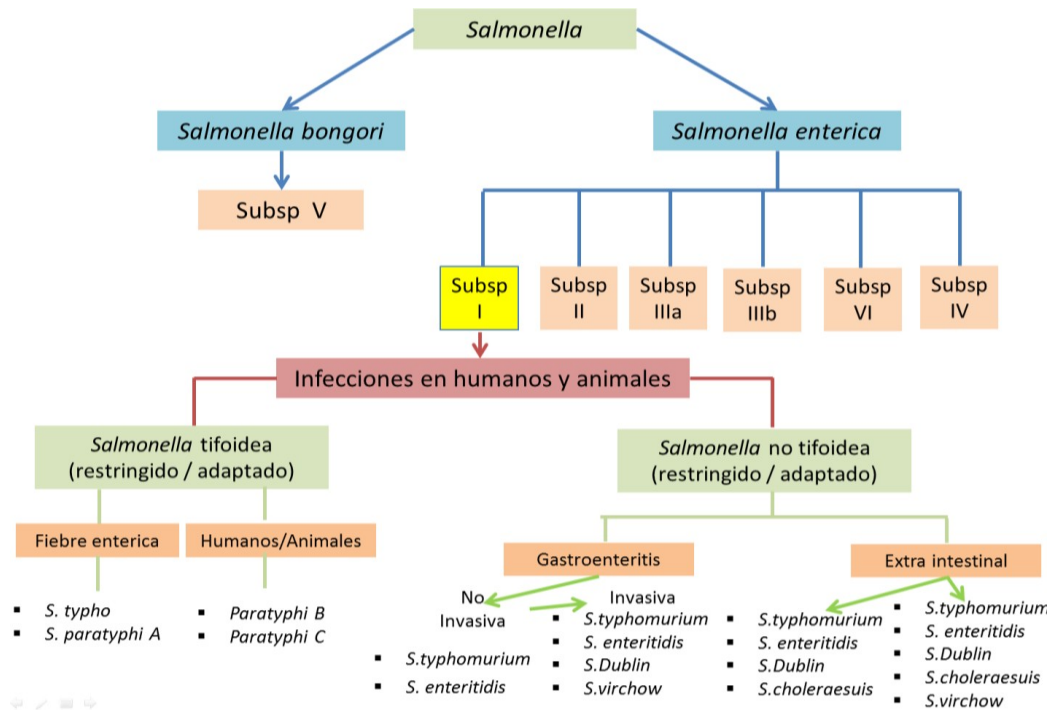 Salmonella
Salmonella bongori
Salmonella enterica
Subsp V
Subsp
I
Subsp
II
Subsp
IIIa
Subsp
IIIb
Subsp
VI
Subsp
IV
Infecciones en humanos y animales
Salmonella tifoidea
(restringido / adaptado)
Salmonella no tifoidea
(restringido / adaptado)
Fiebre enterica
Humanos/Animales
Gastroenteritis
Extra intestinal
▪ S. typho
▪ S. paratyphi A
▪ Paratyphi B
▪ Paratyphi C
No
Invasiva
▪ S.typhomurium
▪ S. enteritidis
Invasiva
▪ S.typhomurium
▪ S. enteritidis
▪ S.Dublin
▪ S.virchow
▪ S.typhomurium
▪ S. enteritidis
▪ S.Dublin
▪ S.choleraesuis
▪ S.typhomurium
▪ S. enteritidis
▪ S.Dublin
▪ S.choleraesuis
▪ S.virchow